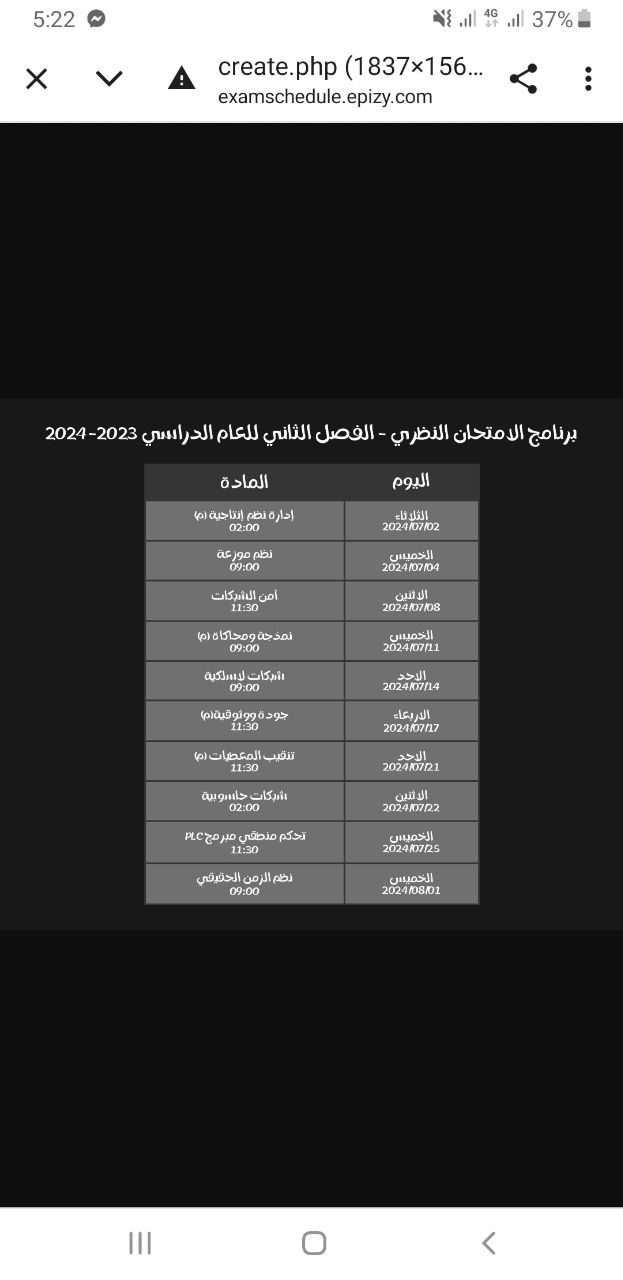 5:22
4G
37%
create.php (1837×156...
examschedule.epizy.com
برنامج الامتحان النظري - الفصل الثاني للعام الدراسي 2023-2024
اليوم المادة
الثلاثاء إدارة نظم إنتاجية (م)
2024/07/02 02:00
الخميس نظم موزعة
2024/07/04 09:00
الاثنين أمن الشبكات
2024/07/08 11:30
الخميس نمذجة ومحاكاة (م)
2024/07/11 09:00
الاحد شبكات لاسلكية
2024/07/14 09:00
الاربعاء جودة ووثوقية(م)
2024/07/17 11:30
الاحد تنقيب المعطيات (م)
2024/07/21 11:30
الاثنين شبكات حاسوبية
2024/07/22 02:00
الخميس تحكم منطقي مبرمج PLC
2024/07/25 11:30
الخميس نظم الزمن الحقيقي
2024/08/01 09:00